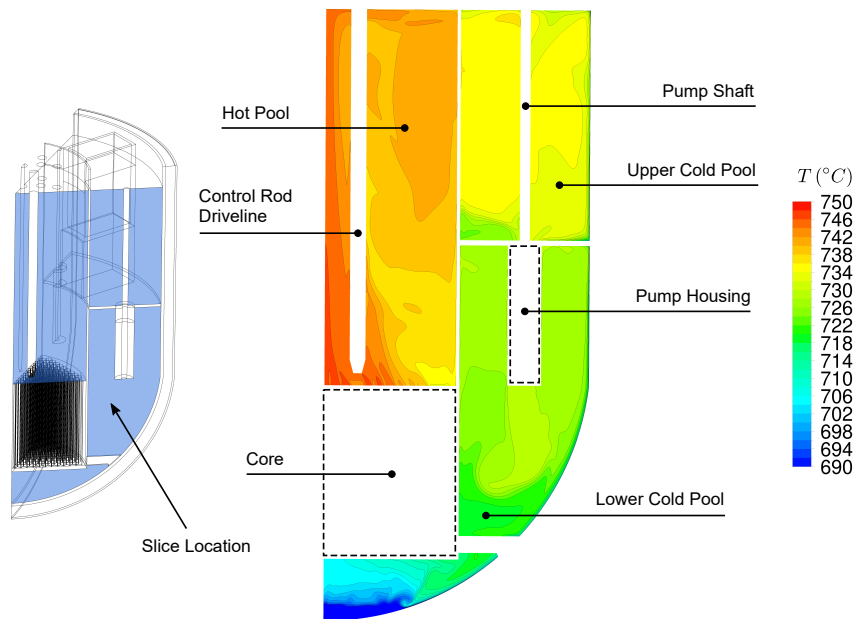 Hot Pool
Control Rod
Driveline
Core
Slice Location
Pump Shaft
Upper Cold Pool
Pump Housing
Lower Cold Pool
T (°C)
750
746
742
738
734
730
726
722
718
714
710
706
702
698
694
690